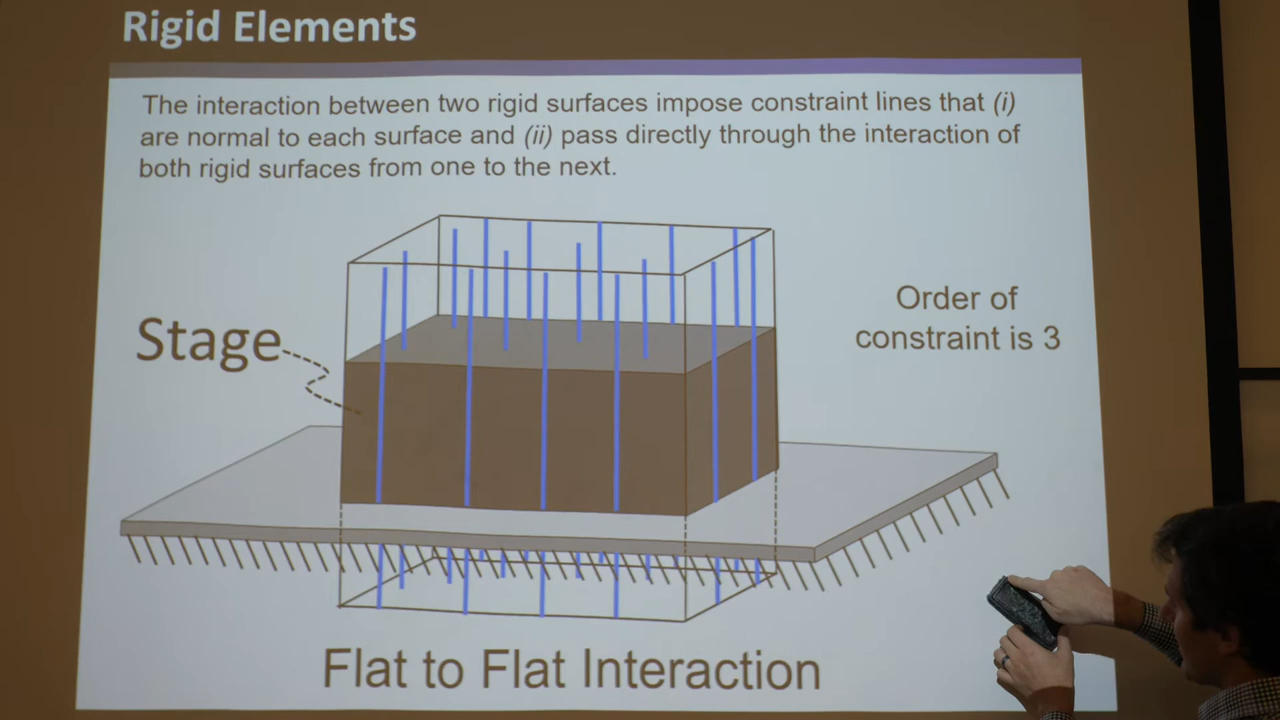 Rigid Elements
The interaction between two rigid surfaces impose constraint lines that (i)
are normal to each surface and (ii) pass directly through the interaction of
both rigid surfaces from one to the next.
Stage
Order of
constraint is 3
Flat to Flat Interaction